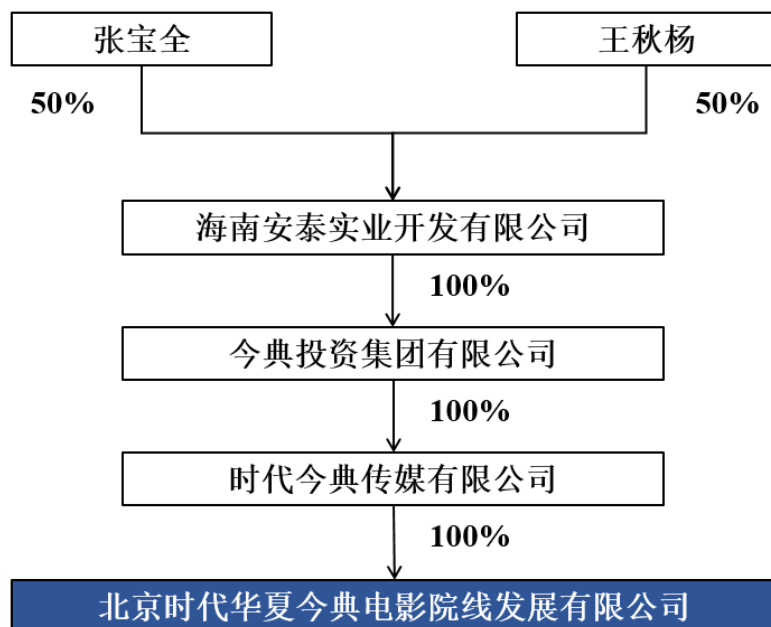 张宝全
王秋杨
50%
50%
海南安泰实业开发有限公司
100%
今典投资集团有限公司
100%
时代今典传媒有限公司
100%
北京时代华夏今典电影院线发展有限公司